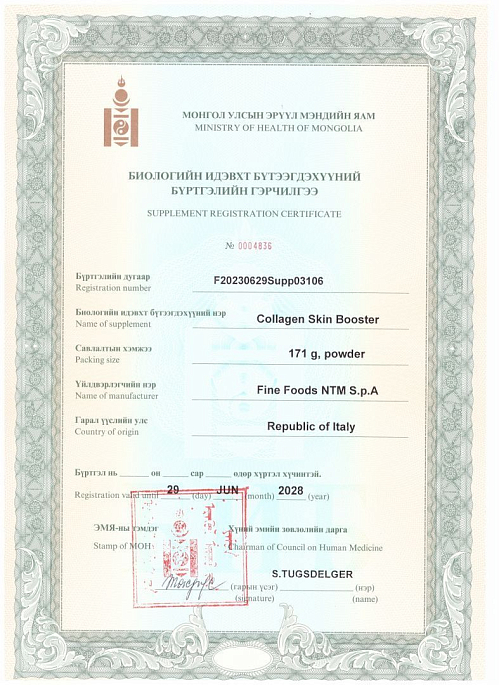 МОНГОЛ УЛСЫН ЭРҮҮЛ МЭНДИЙН ЯАМ
MINISTRY OF HEALTH OF MONGOLIA
БИОЛОГИЙН ИДЭВХТ БҮТЭЭГДЭХҮҮНИЙ
БҮРТГЭЛИЙН ГЭРЧИЛГЭЭ
SUPPLEMENT REGISTRATION CERTIFICATE
№ 0004836
Бүртгэлийн дугаар
F20230629Supp03106
Registration number
Биологийн идэвхт бүтээгдэхүүний нэр
Collagen Skin Booster
Name of supplement
Савлалтын хэмжээ
171 g, powder
Packing size
Үйлдвэрлэгчийн нэр
Fine Foods NTM S.p.A
Name of manufacturer
Гарал үүслийн улс
Republic of Italy
Country of origin
Бүртгэл нь ______ он ______ сар ______ өдөр хүртэл хүчинтэй.
Registration valid until 29 (day) JUN (month) 2028 (year)
ЭМЯ-ны тэмдэг Хүний эмийн зөвлөлийн дарга
Stamp of MOH Chairman of Council on Human Medicine
S.TUGSDELGER
(гарын үсэг) (нэр)
(signature) (name)